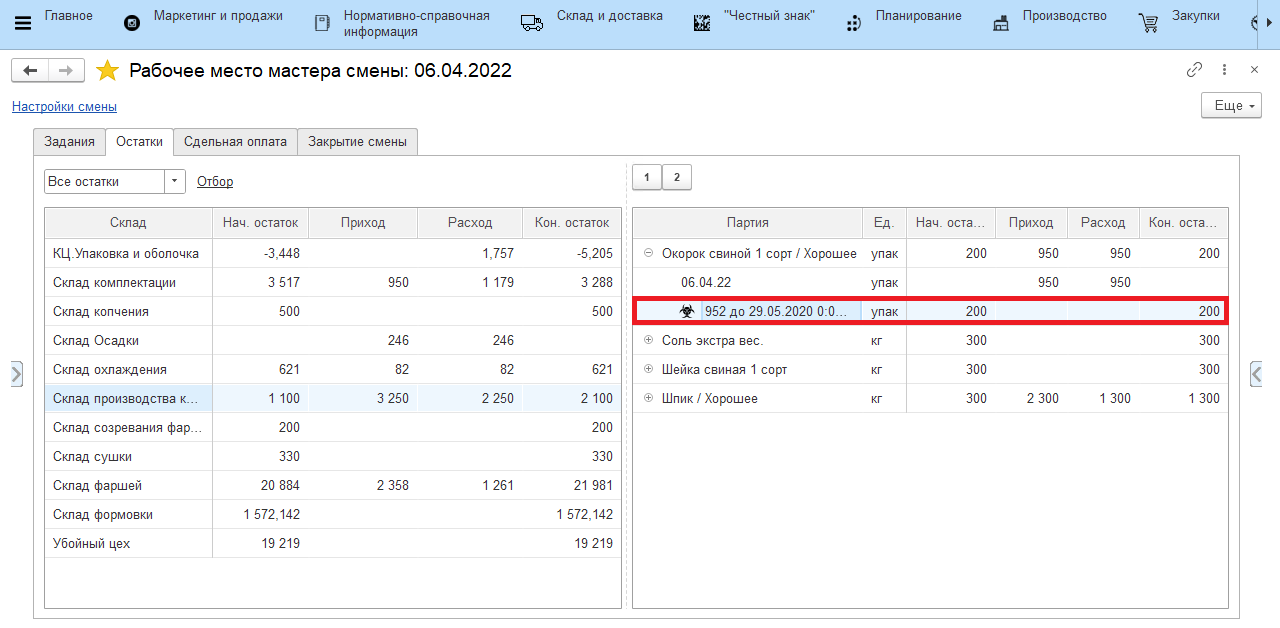 Главное
Маркетинг и продажи
Нормативно-справочная
информация
Склад и доставка
"Честный знак"
Планирование
Производство
Закупки
Рабочее место мастера смены: 06.04.2022
Настройки смены
Еще
Задания Остатки Сдельная оплата Закрытие смены
Все остатки Отбор
1 2
Склад Нач. остаток Приход Расход Кон. остаток
КЦ.Упаковка и оболочка -3,448 1,757 -5,205
Склад комплектации 3 517 950 1 179 3 288
Склад копчения 500 500
Склад Осадки 246 246
Склад охлаждения 621 82 82 621
Склад производства к... 1 100 3 250 2 250 2 100
Склад созревания фар... 200 200
Склад сушки 330 330
Склад фаршей 20 884 2 358 1 261 21 981
Склад формовки 1 572,142 1 572,142
Убойный цех 19 219 19 219
Партия Ед. Нач. оста... Приход Расход Кон. оста...
Окорок свиной 1 сорт / Хорошее упак 200 950 950 200
06.04.22 упак 950 950
952 до 29.05.2020 0:0... упак 200 200
Соль экстра вес. кг 300 300
Шейка свиная 1 сорт кг 300 300
Шпик / Хорошее кг 300 2 300 1 300 1 300